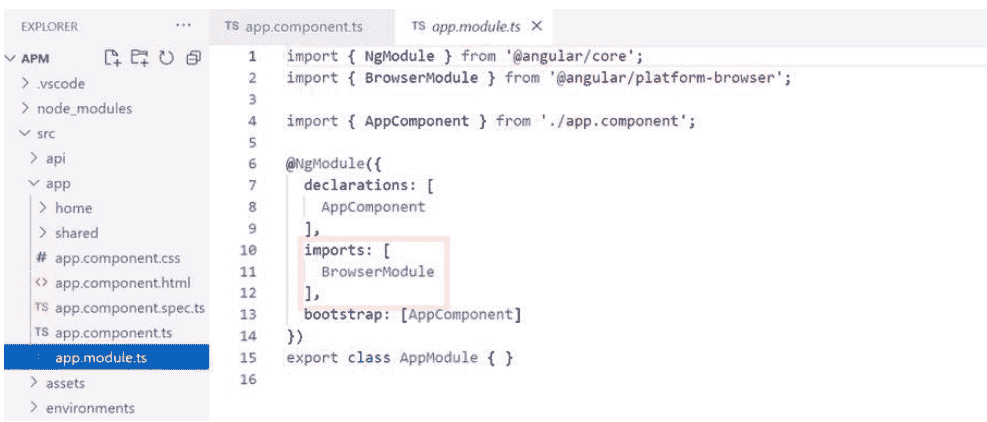 EXPLORER
···
TS app.component.ts
TS app.module.ts ×
APM
.vscode
node_modules
src
api
app
home
shared
# app.component.css
<> app.component.html
TS app.component.spec.ts
TS app.component.ts
app.module.ts
assets
environments
1 import { NgModule } from '@angular/core';
2 import { BrowserModule } from '@angular/platform-browser';
3
4 import { AppComponent } from './app.component';
5
6 @NgModule({
7 declarations: [
8 AppComponent
9 ],
10 imports: [
11 BrowserModule
12 ],
13 bootstrap: [AppComponent]
14 })
15 export class AppModule { }
16